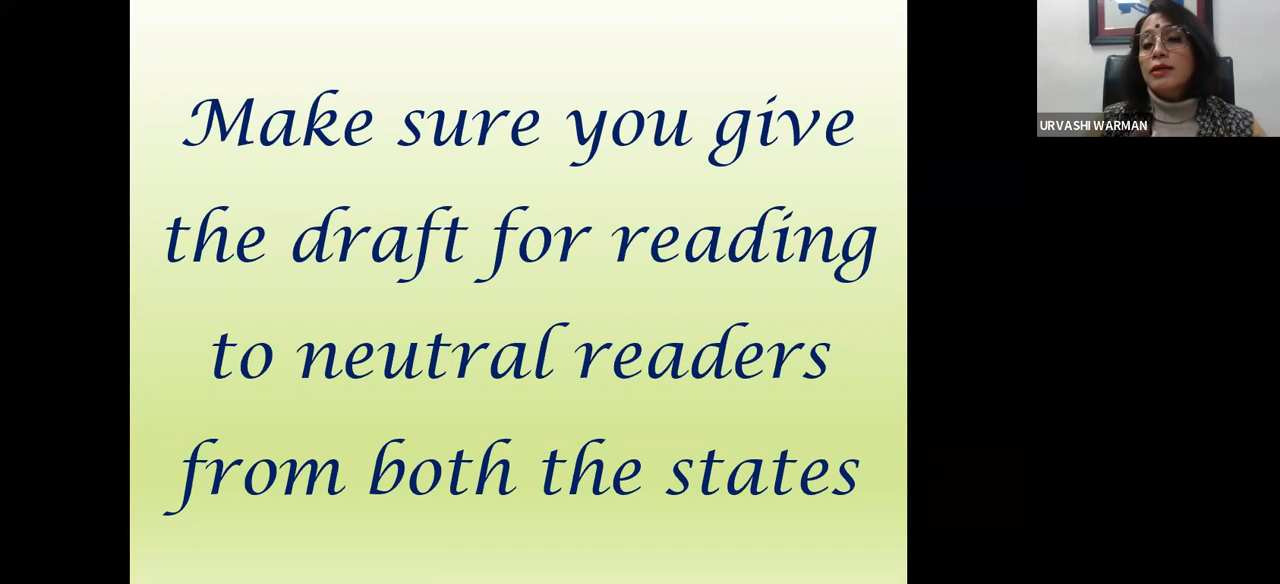 Make sure you give
the draft for reading
to neutral readers
from both the states
URVASHI WARMAN